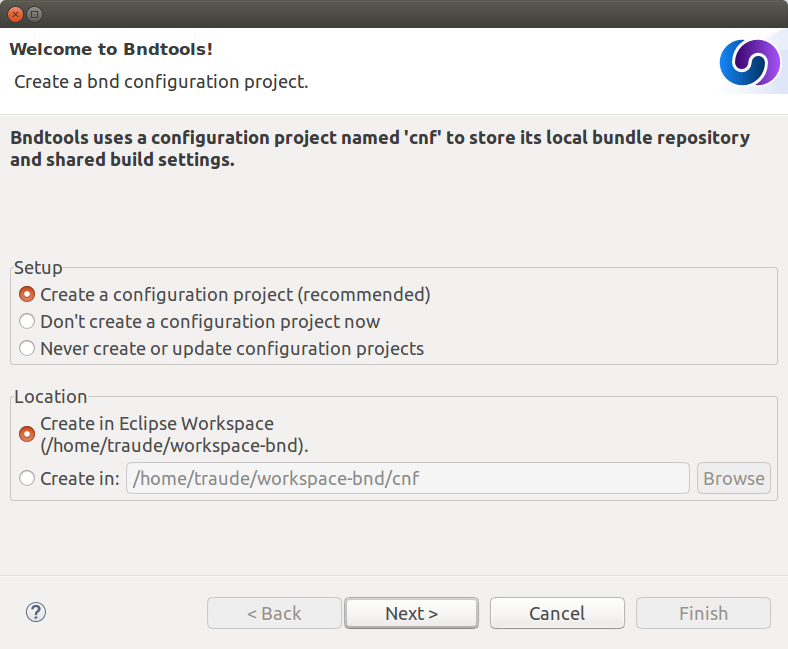 Welcome to Bndtools!
Create a bnd configuration project.
Bndtools uses a configuration project named 'cnf' to store its local bundle repository
and shared build settings.
Setup
Create a configuration project (recommended)
Don't create a configuration project now
Never create or update configuration projects
Location
Create in Eclipse Workspace
(/home/traude/workspace-bnd).
Create in: /home/traude/workspace-bnd/cnf Browse
? < Back Next > Cancel Finish